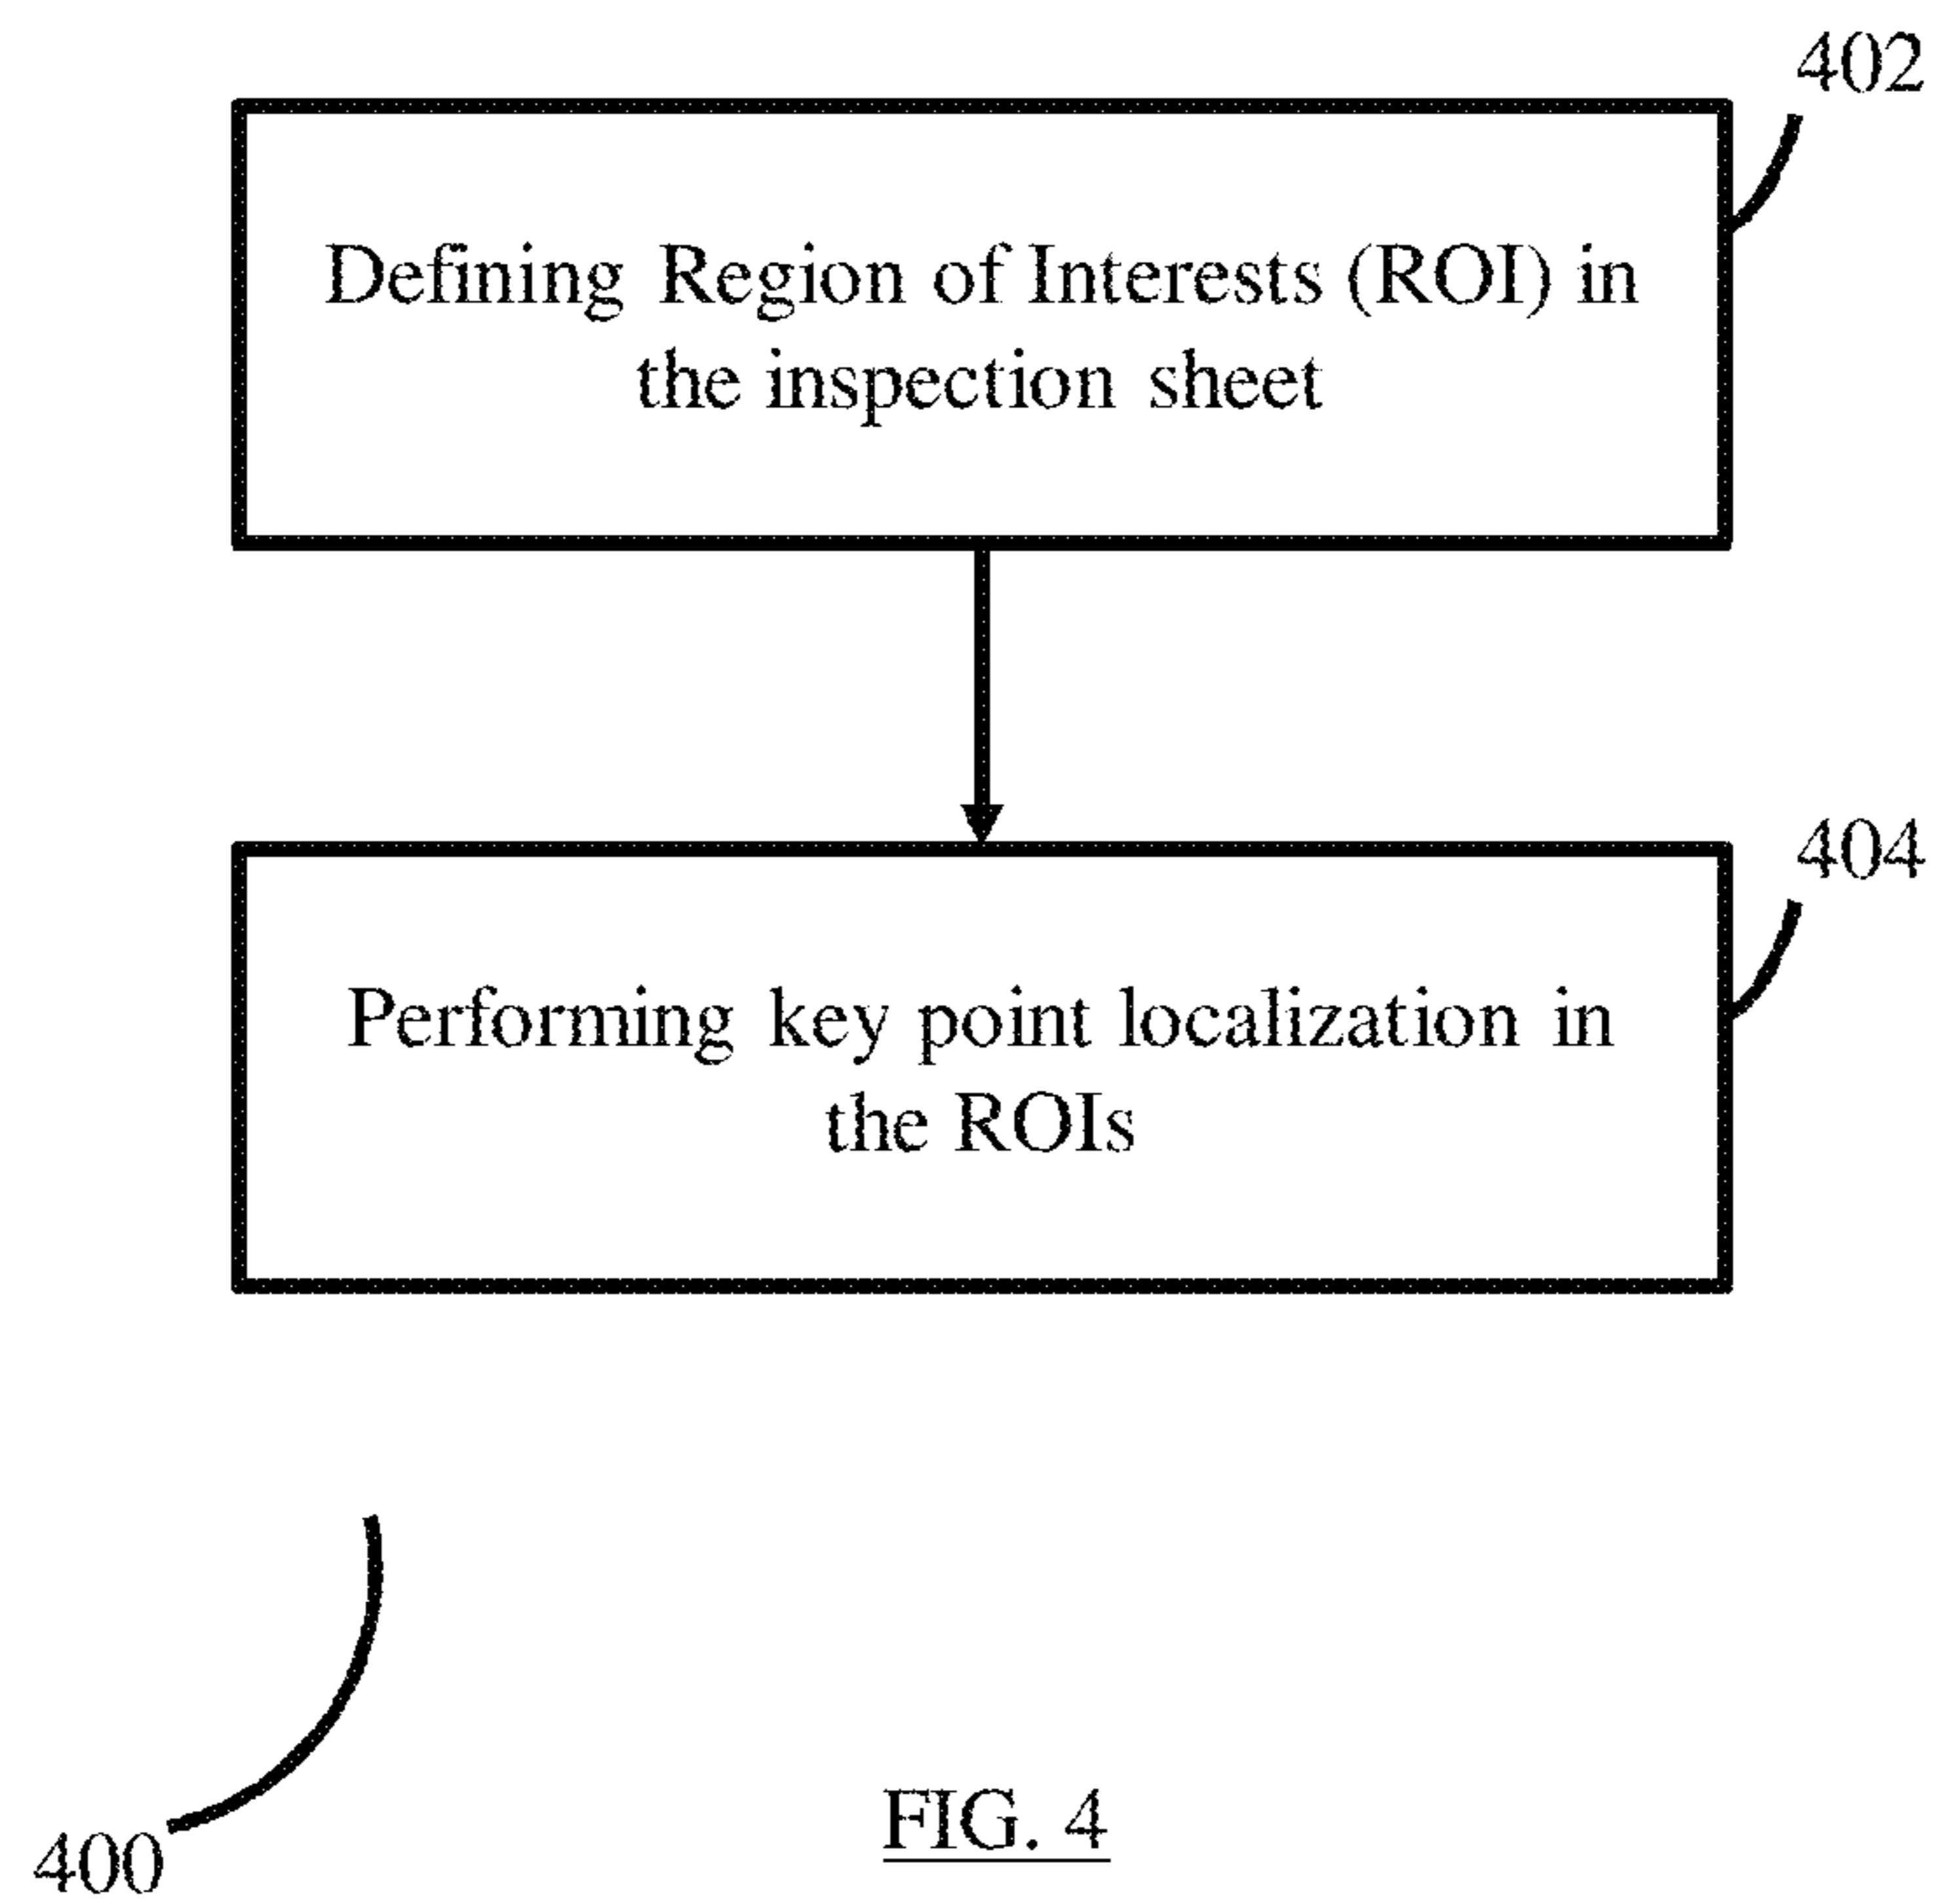 402
Defining Region of Interests (ROI) in
the inspection sheet
404
Performing key point localization in
the ROIs
400
FIG. 4